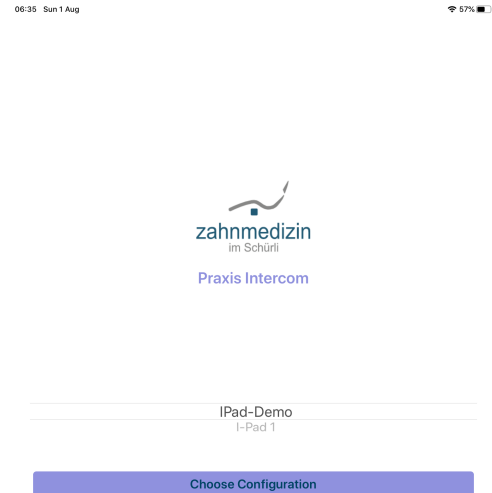 06:35 Sun 1 Aug
57%
zahnmedizin
im Schürli
Praxis Intercom
IPad-Demo
I-Pad 1
Choose Configuration